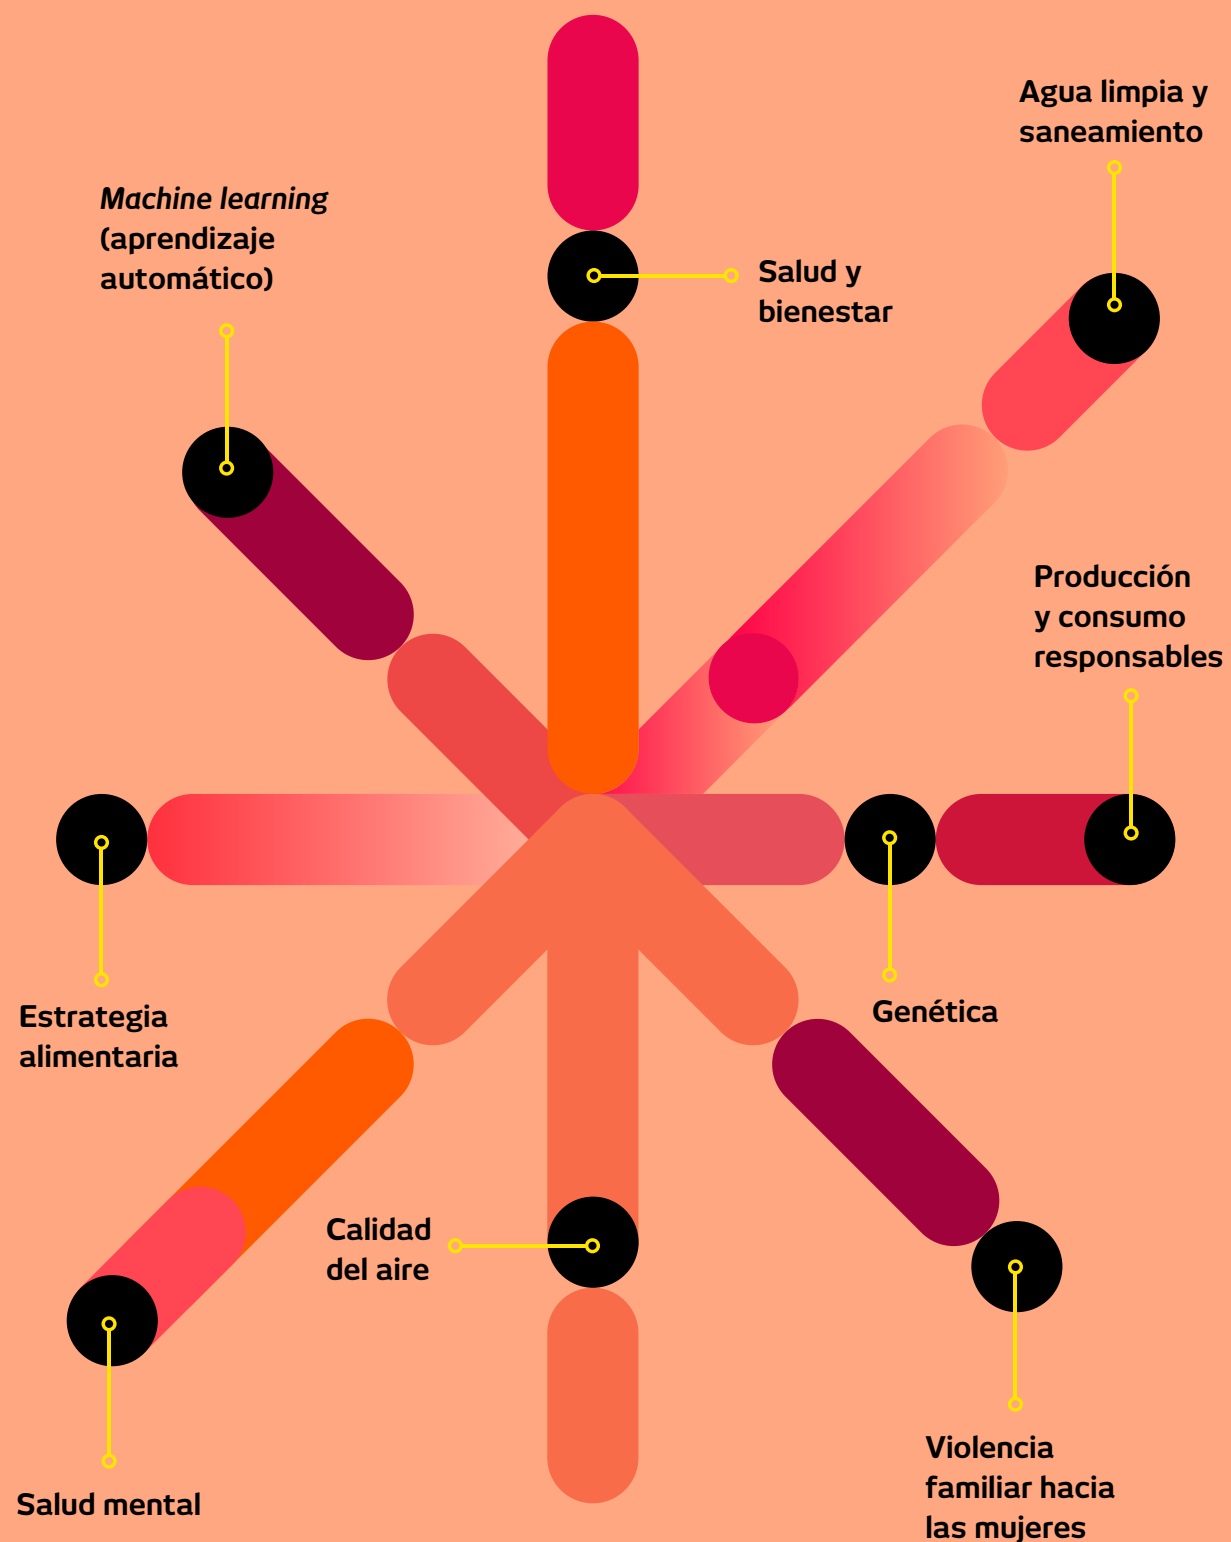 Agua limpia y
saneamiento
Machine learning
(aprendizaje
automático)
Salud y
bienestar
Producción
y consumo
responsables
Estrategia
alimentaria
Genética
Calidad
del aire
Salud mental
Violencia
familiar hacia
las mujeres